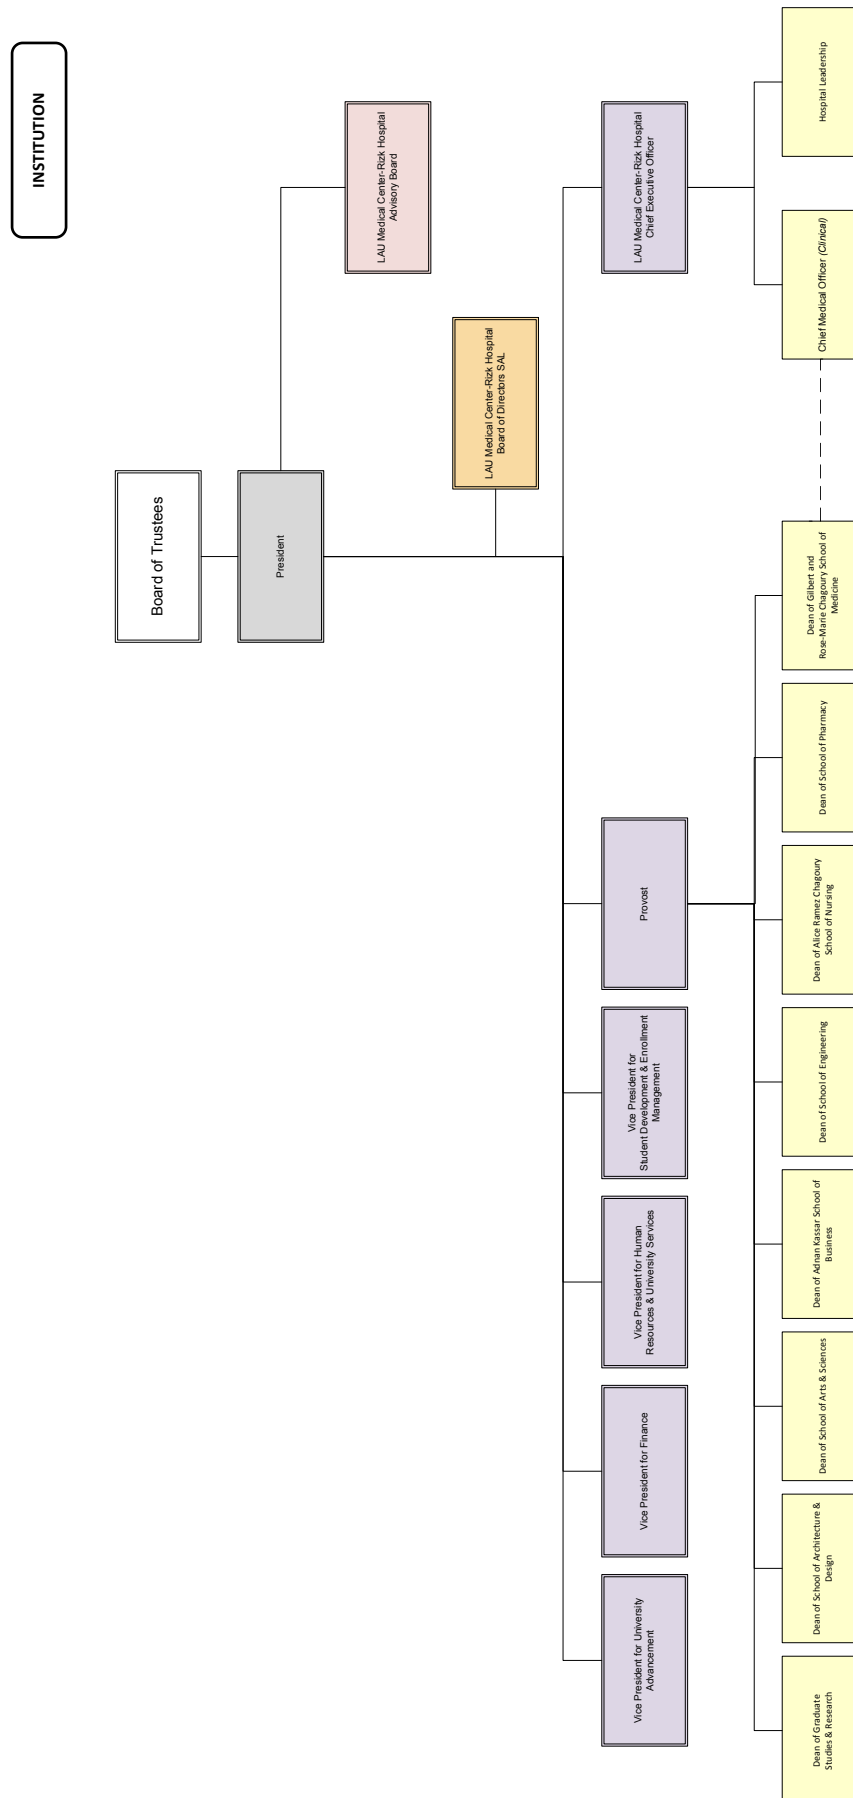 INSTITUTION
Board of Trustees
President
LAU Medical Center-Rizk Hospital
Advisory Board
LAU Medical Center-Rizk Hospital
Board of Directors SAL
Vice President for University
Advancement
Vice President for Finance
Vice President for Human
Resources & University Services
Vice President for
Student Development & Enrollment
Management
Provost
LAU Medical Center-Rizk Hospital
Chief Executive Officer
Dean of Graduate
Studies & Research
Dean of School of Architecture &
Design
Dean of School of Arts & Sciences
Dean of Adnan Kassar School of
Business
Dean of School of Engineering
Dean of Alice Ramez Chagoury
School of Nursing
Dean of School of Pharmacy
Dean of Gilbert and
Rose-Marie Chagoury School of
Medicine
Chief Medical Officer (Clinical)
Hospital Leadership